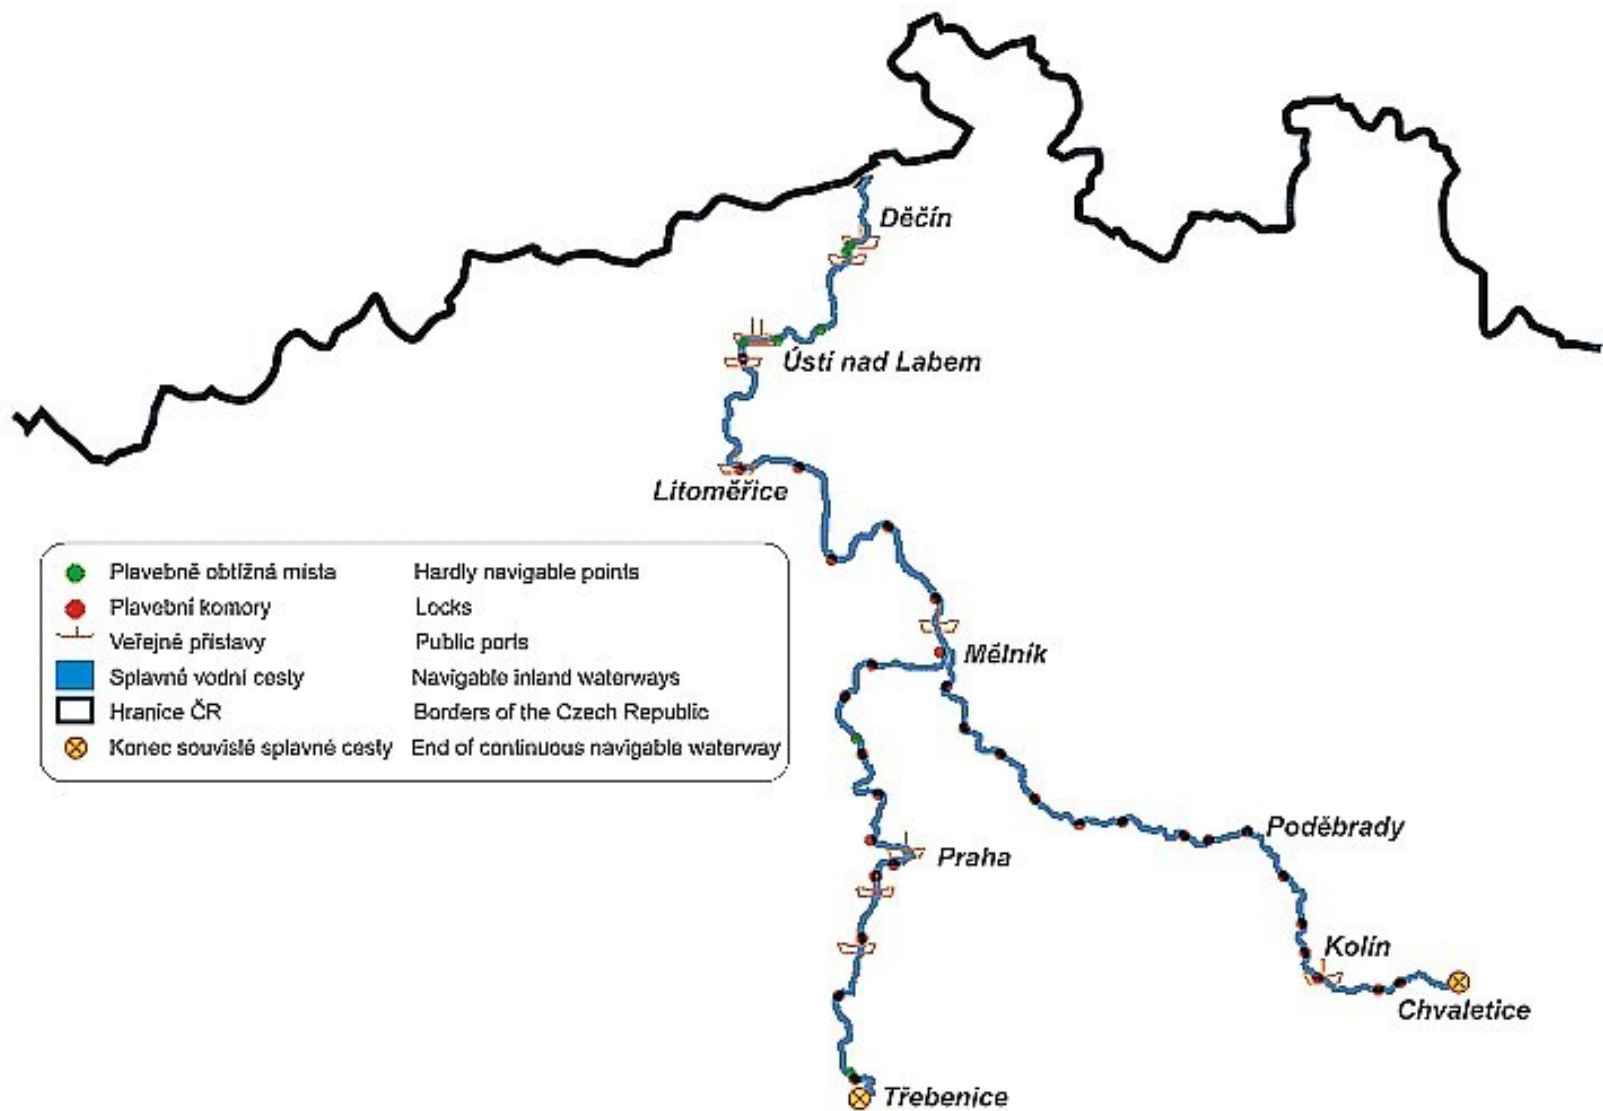 Děčín
Ústí nad Labem
Litoměřice
Plavebně obtížná místa Hardly navigable points
Plavební komory Locks
Veřejné přístavy Public ports
Splavné vodní cesty Navigable inland waterways
Hranice ČR Borders of the Czech Republic
Konec souvislé splavné cesty End of continuous navigable waterway
Mělník
Poděbrady
Praha
Kolín
Chvaletice
Třebenice